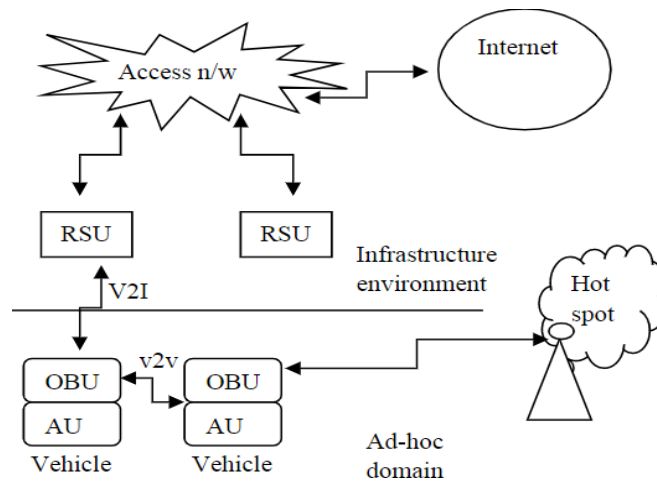 Access n/w
Internet
RSU
RSU
Infrastructure
environment
V2I
Hot
spot
v2v
OBU
OBU
AU
AU
Vehicle
Vehicle
Ad-hoc
domain